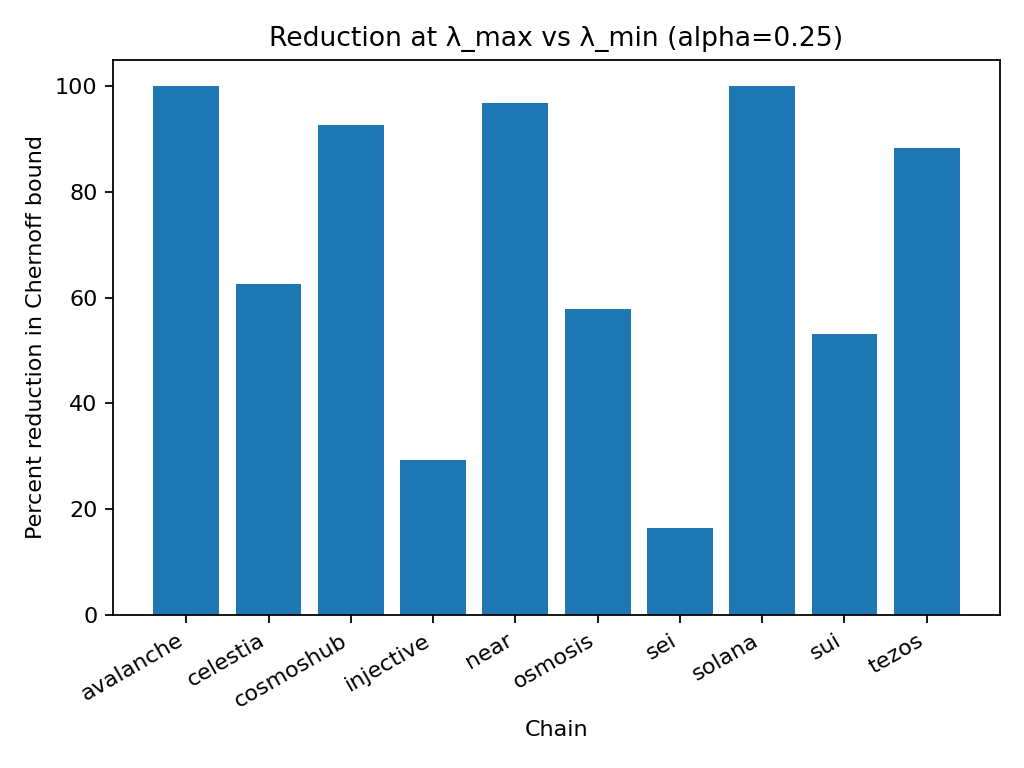 Reduction at λ_max vs λ_min (alpha=0.25)
Percent reduction in Chernoff bound
100
80
60
40
20
0
avalanche
celestia
cosmoshub
injective
near
osmosis
sei
solana
sui
tezos
Chain